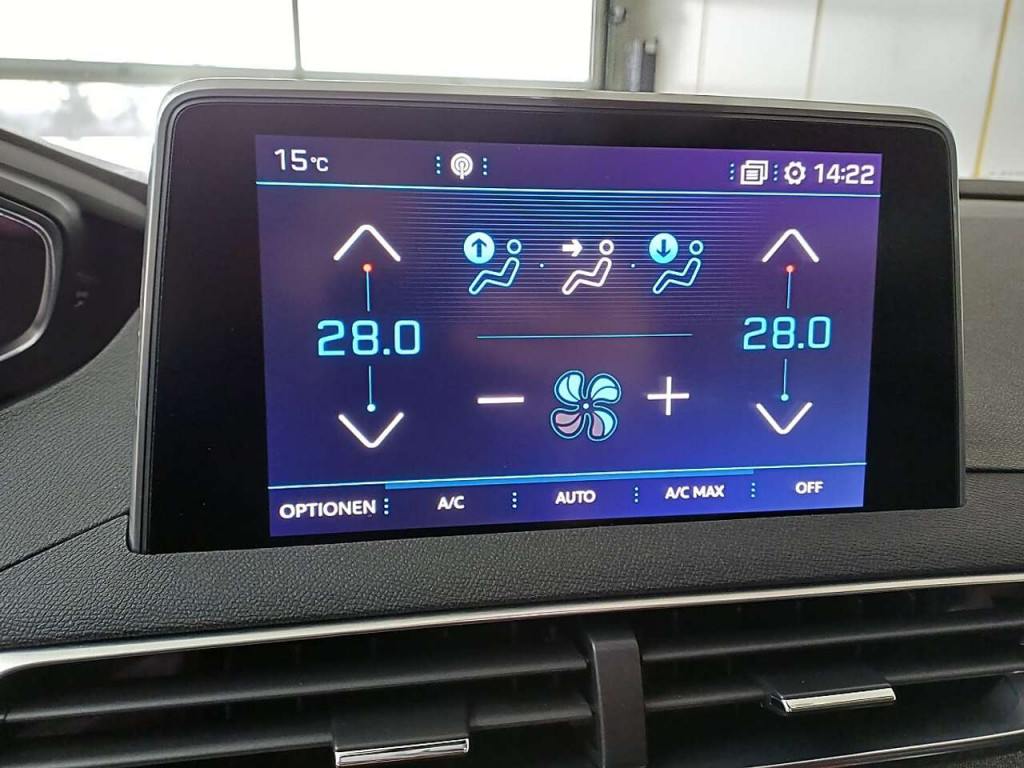 15°C 14:22
28.0 28.0
OPTIONEN A/C AUTO A/C MAX OFF